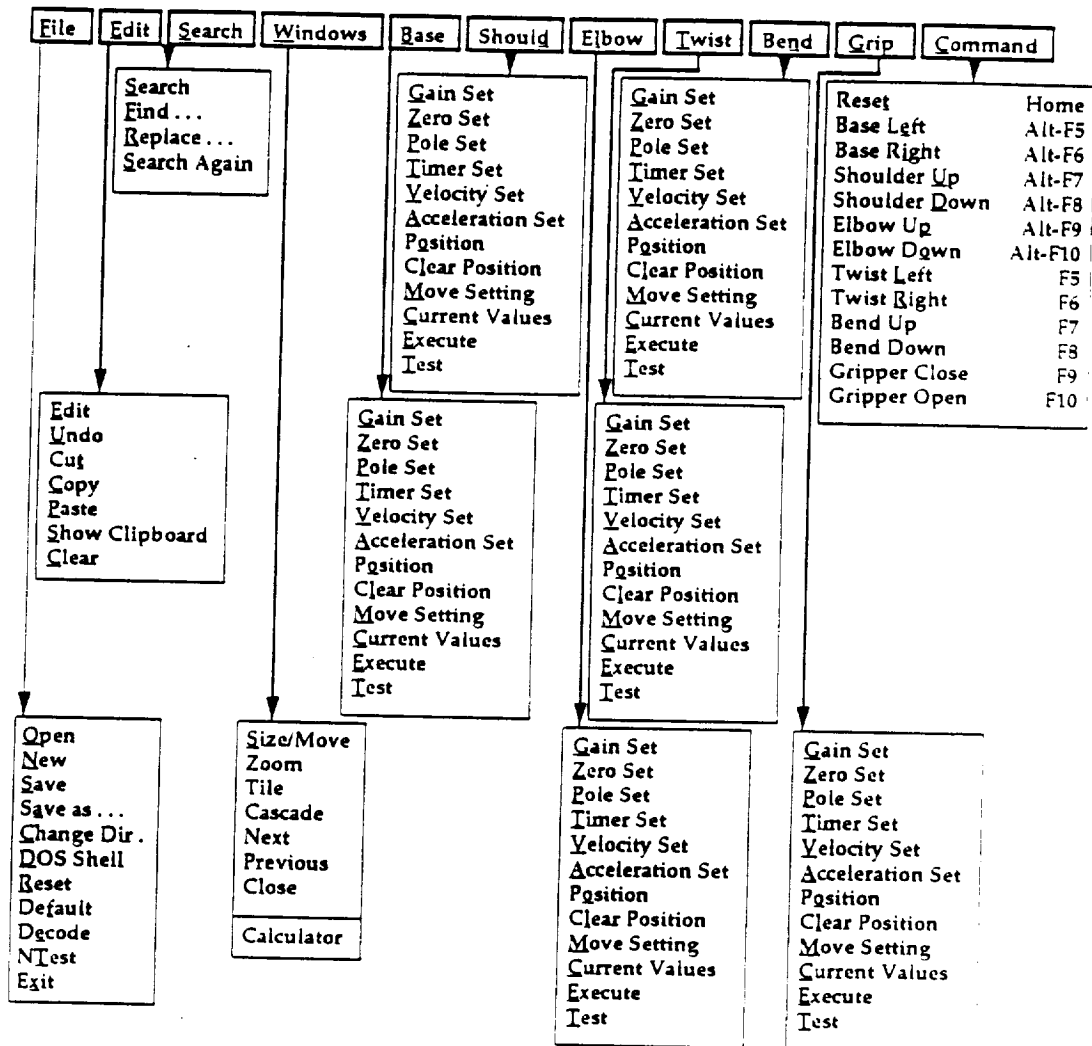 File Edit Search Windows Base Should Elbow Twist Bend Grip Command
Search
Find . . .
Replace . . .
Search Again
Gain Set
Zero Set
Pole Set
Timer Set
Velocity Set
Acceleration Set
Position
Clear Position
Move Setting
Current Values
Execute
Test
Gain Set
Zero Set
Pole Set
Timer Set
Velocity Set
Acceleration Set
Position
Clear Position
Move Setting
Current Values
Execute
Test
Reset Home
Base Left Alt-F5
Base Right Alt-F6
Shoulder Up Alt-F7
Shoulder Down Alt-F8
Elbow Up Alt-F9
Elbow Down Alt-F10
Twist Left F5
Twist Right F6
Bend Up F7
Bend Down F8
Gripper Close F9
Gripper Open F10
Edit
Undo
Cut
Copy
Paste
Show Clipboard
Clear
Gain Set
Zero Set
Pole Set
Timer Set
Velocity Set
Acceleration Set
Position
Clear Position
Move Setting
Current Values
Execute
Test
Gain Set
Zero Set
Pole Set
Timer Set
Velocity Set
Acceleration Set
Position
Clear Position
Move Setting
Current Values
Execute
Test
Open
New
Save
Save as . . .
Change Dir .
DOS Shell
Reset
Default
Decode
NTest
Exit
Size/Move
Zoom
Tile
Cascade
Next
Previous
Close
Calculator
Gain Set
Zero Set
Pole Set
Timer Set
Velocity Set
Acceleration Set
Position
Clear Position
Move Setting
Current Values
Execute
Test
Gain Set
Zero Set
Pole Set
Timer Set
Velocity Set
Acceleration Set
Position
Clear Position
Move Setting
Current Values
Execute
Test